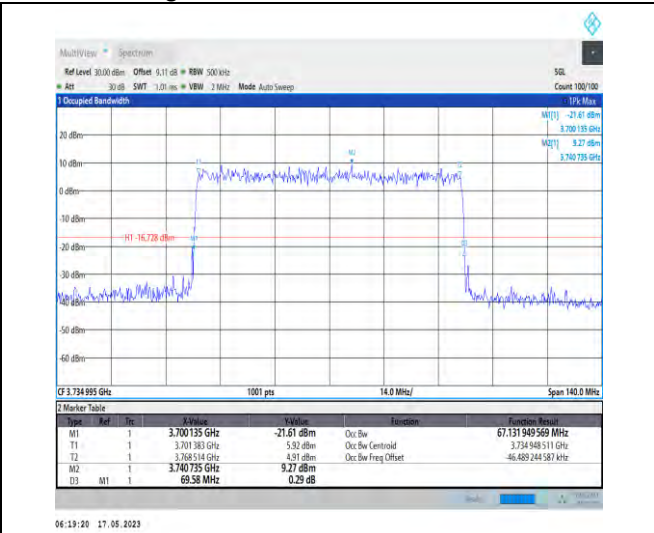 MultiView Spectrum
Ref Level 30.00 dBm Offset 9.11 dB RBW 500 kHz SGL
Att 30 dB SWT 1.01 ms VBW 2 MHz Mode Auto Sweep Count 100/100
1 Occupied Bandwidth 1Pk Max
M1[1] -21.61 dBm
3.700 135 GHz
M2[1] 9.27 dBm
3.740 735 GHz
20 dBm
M2
10 dBm
0 dBm
-10 dBm
H1 -16.728 dBm
-20 dBm
-30 dBm
-40 dBm
-50 dBm
-60 dBm
CF 3.734 995 GHz 1001 pts 14.0 MHz/ Span 140.0 MHz
2 Marker Table
Type Ref Trc X-Value Y-Value Function Function Result
M1 1 3.700 135 GHz -21.61 dBm Occ Bw 67.131 949 569 MHz
T1 1 3.701 383 GHz 5.92 dBm Occ Bw Centroid 3.734 948 511 GHz
T2 1 3.768 514 GHz 4.91 dBm Occ Bw Freq Offset -46.489 244 587 kHz
M2 1 3.740 735 GHz 9.27 dBm
D3 M1 1 69.58 MHz 0.29 dB
06:19:20 17.05.2023